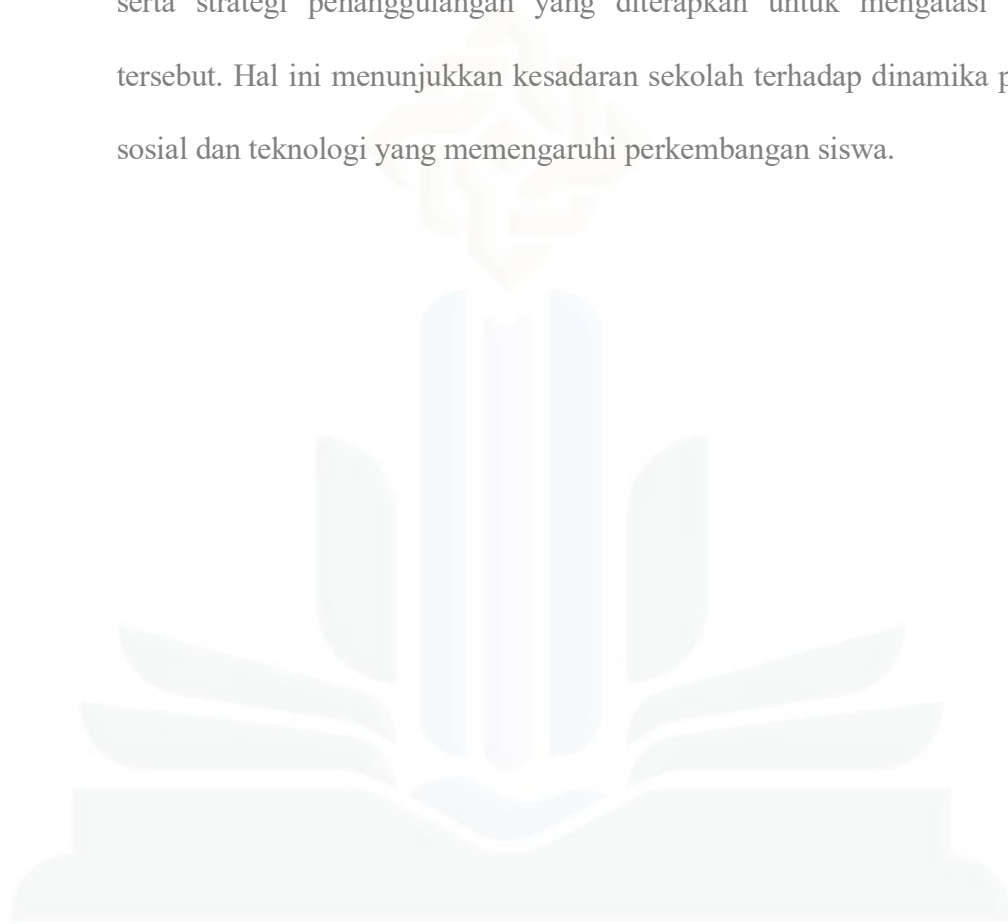 serta strategi penanggulangan yang diterapkan untuk mengatasi
tersebut. Hal ini menunjukkan kesadaran sekolah terhadap dinamika
sosial dan teknologi yang memengaruhi perkembangan siswa.